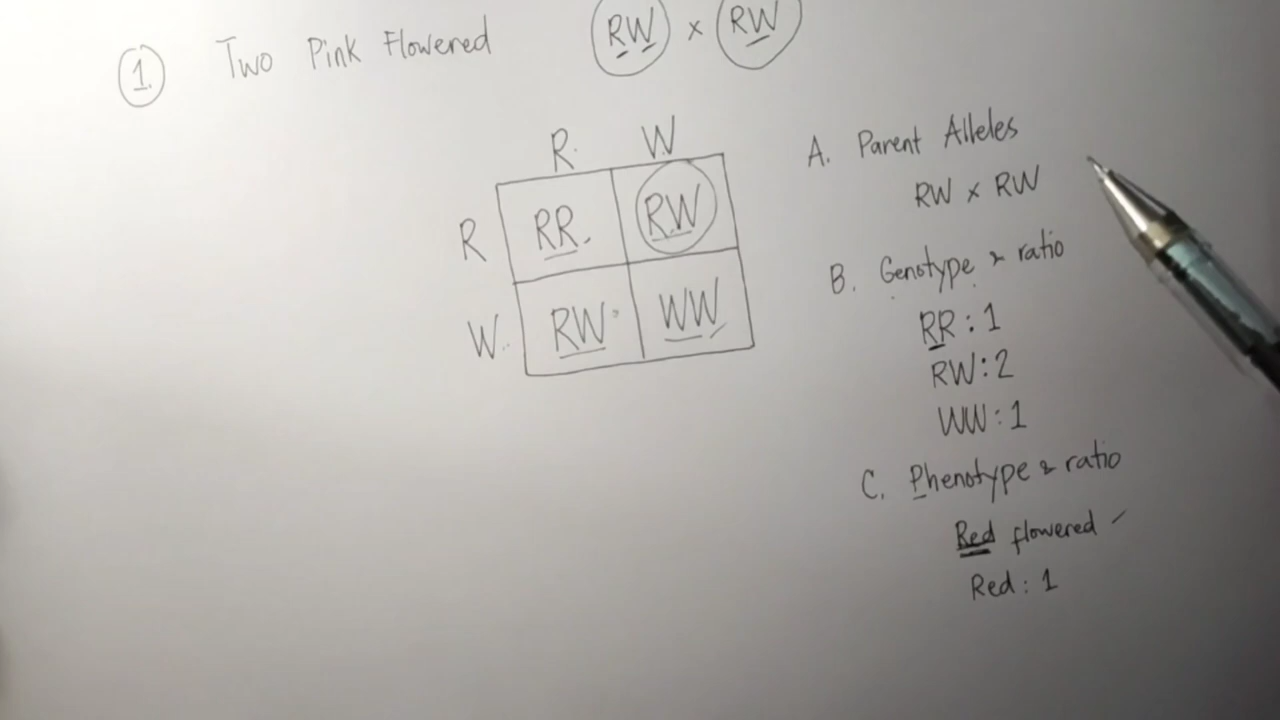 1. Two Pink Flowered RW x RW
R W
R RR RW
W RW WW
A. Parent Alleles
RW x RW
B. Genotype & ratio
RR : 1
RW : 2
WW : 1
C. Phenotype & ratio
Red flowered
Red : 1